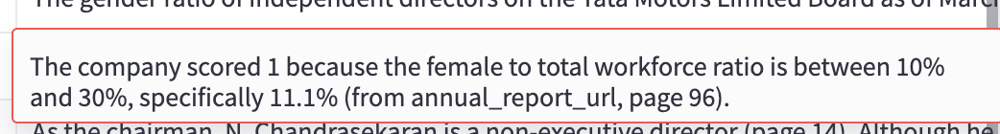 The gender ratio of independent directors on the Tata Motors Limited Board as of March
The company scored 1 because the female to total workforce ratio is between 10%
and 30%, specifically 11.1% (from annual_report_url, page 96).
As the chairman, N. Chandrasekaran is a non-executive director (page 14). Although he